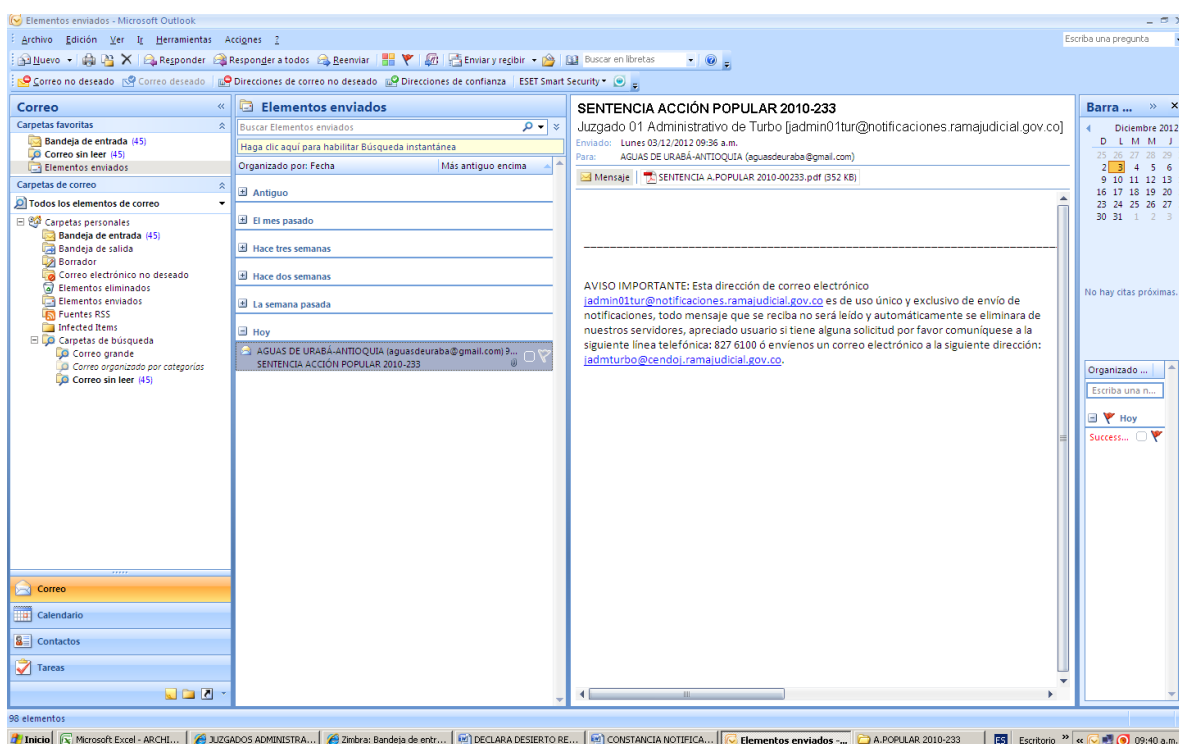 Elementos enviados - Microsoft Outlook
Archivo Edición Ver Ir Herramientas Acciones ?
Escriba una pregunta
Nuevo Responder Responder a todos Reenviar Enviar y recibir Buscar en libretas
Correo no deseado Correo deseado Direcciones de correo no deseado Direcciones de confianza ESET Smart Security
Correo «
Carpetas favoritas
Bandeja de entrada (45)
Correo sin leer (45)
Elementos enviados
Carpetas de correo
Todos los elementos de correo
Carpetas personales
Bandeja de entrada (45)
Bandeja de salida
Borrador
Correo electrónico no deseado
Elementos eliminados
Elementos enviados
Fuentes RSS
Infected Items
Carpetas de búsqueda
Correo grande
Correo organizado por categorías
Correo sin leer (45)
Correo
Calendario
Contactos
Tareas
Elementos enviados
Buscar Elementos enviados
Haga clic aquí para habilitar Búsqueda instantánea
Organizado por: Fecha Más antiguo encima
Antiguo
El mes pasado
Hace tres semanas
Hace dos semanas
La semana pasada
Hoy
AGUAS DE URABÁ-ANTIOQUIA (aguasdeuraba@gmail.com)
SENTENCIA ACCIÓN POPULAR 2010-233
SENTENCIA ACCIÓN POPULAR 2010-233
Juzgado 01 Administrativo de Turbo [jadmin01tur@notificaciones.ramajudicial.gov.co]
Enviado: Lunes 03/12/2012 09:36 a.m.
Para: AGUAS DE URABÁ-ANTIOQUIA (aguasdeuraba@gmail.com)
Mensaje SENTENCIA A.POPULAR 2010-00233.pdf (352 KB)
AVISO IMPORTANTE: Esta dirección de correo electrónico
jadmin01tur@notificaciones.ramajudicial.gov.co es de uso único y exclusivo de envío de
notificaciones, todo mensaje que se reciba no será leído y automáticamente se eliminara de
nuestros servidores, apreciado usuario si tiene alguna solicitud por favor comuníquese a la
siguiente línea telefónica: 827 6100 ó envíenos un correo electrónico a la siguiente dirección:
jadmturbo@cendoj.ramajudicial.gov.co.
Barra ... »
Diciembre 2012
D L M M J
25 26 27 28 29
2 3 4 5 6
9 10 11 12 13
16 17 18 19 20
23 24 25 26 27
30 31 1 2 3
No hay citas próximas.
Organizado ...
Escriba una n...
Hoy
Success...
98 elementos
Inicio Microsoft Excel - ARCHI... JUZGADOS ADMINISTRA... Zimbra: Bandeja de entr... DECLARA DESIERTO RE... CONSTANCIA NOTIFICA... Elementos enviados -... A.POPULAR 2010-233 ES Escritorio » « 09:40 a.m.